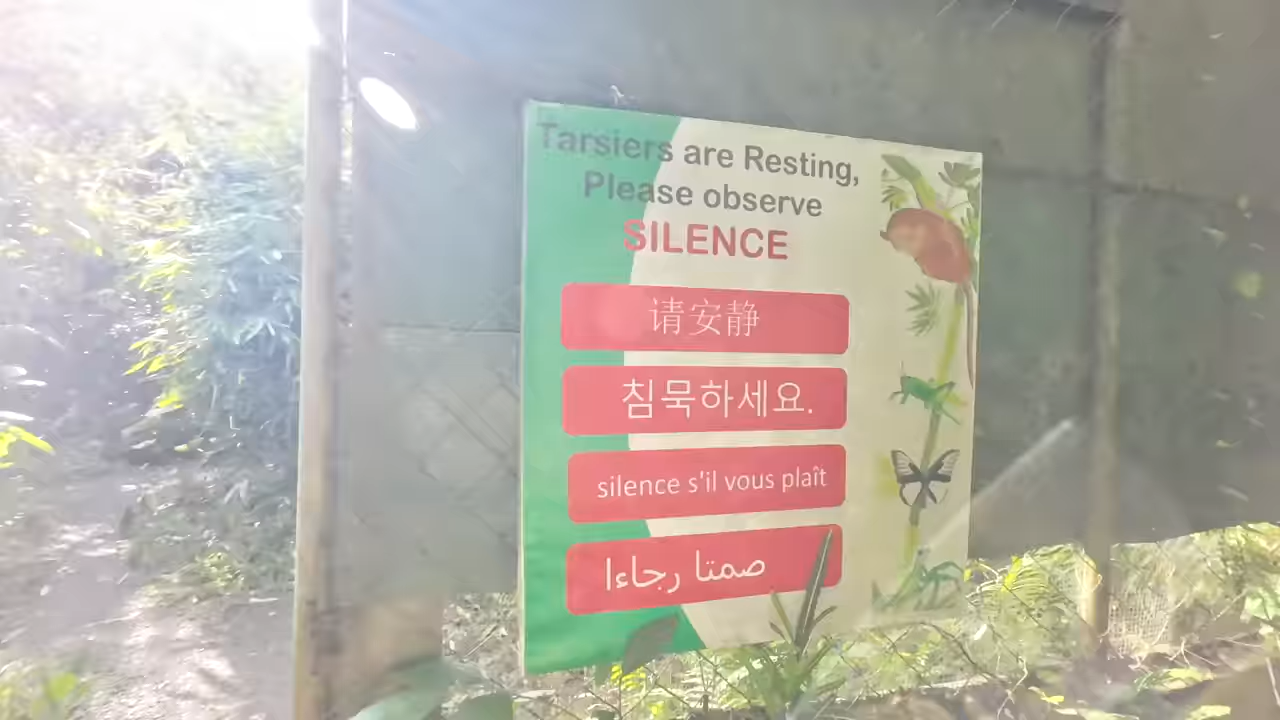 Tarsiers are Resting,
Please observe
SILENCE
请安静
침묵하세요.
silence s'il vous plaît
صمتا رجاءا